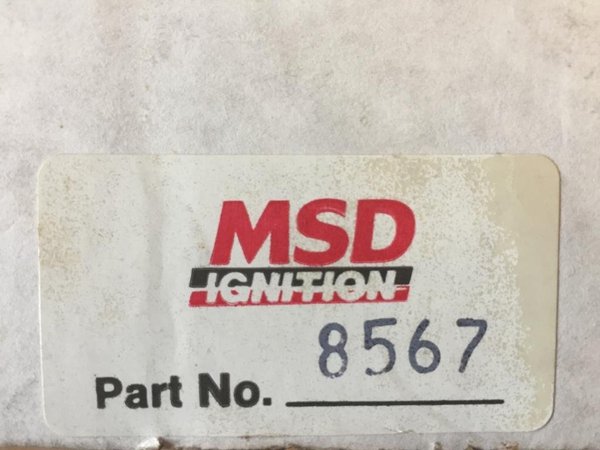 MSD
IGNITION
8567
Part No.